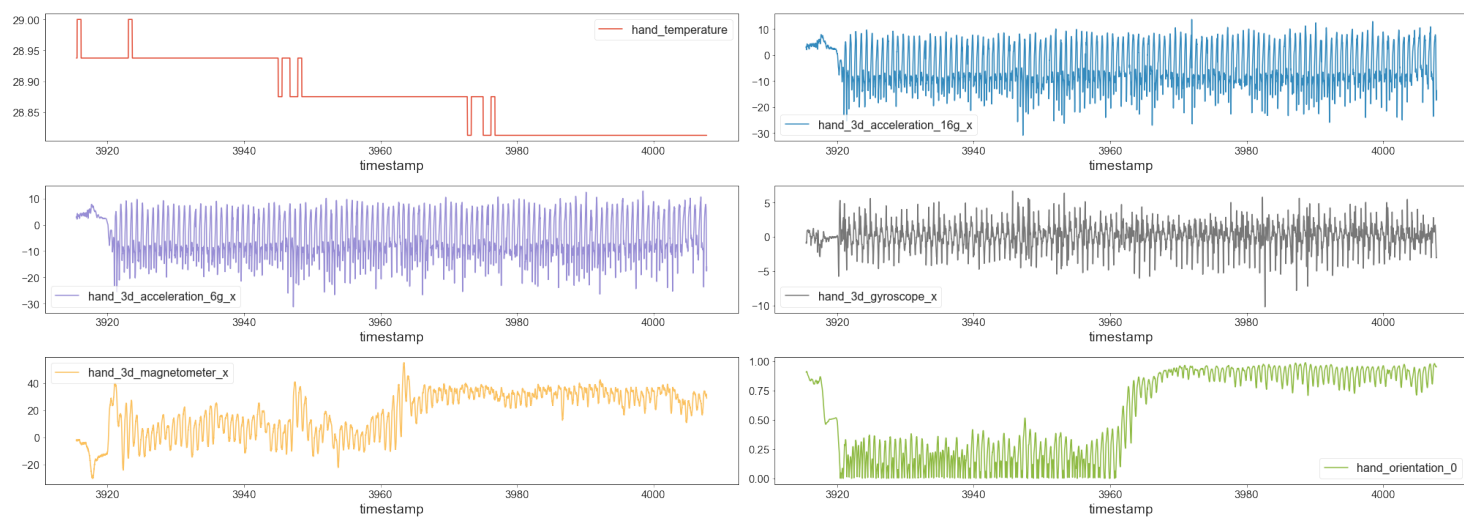 29.00
28.95
28.90
28.85
hand_temperature
3920 3940 3960 3980 4000
timestamp
10
0
−10
−20
−30
hand_3d_acceleration_16g_x
3920 3940 3960 3980 4000
timestamp
10
0
−10
−20
−30
hand_3d_acceleration_6g_x
3920 3940 3960 3980 4000
timestamp
5
0
−5
−10
hand_3d_gyroscope_x
3920 3940 3960 3980 4000
timestamp
40
20
0
−20
hand_3d_magnetometer_x
3920 3940 3960 3980 4000
timestamp
1.00
0.75
0.50
0.25
0.00
hand_orientation_0
3920 3940 3960 3980 4000
timestamp